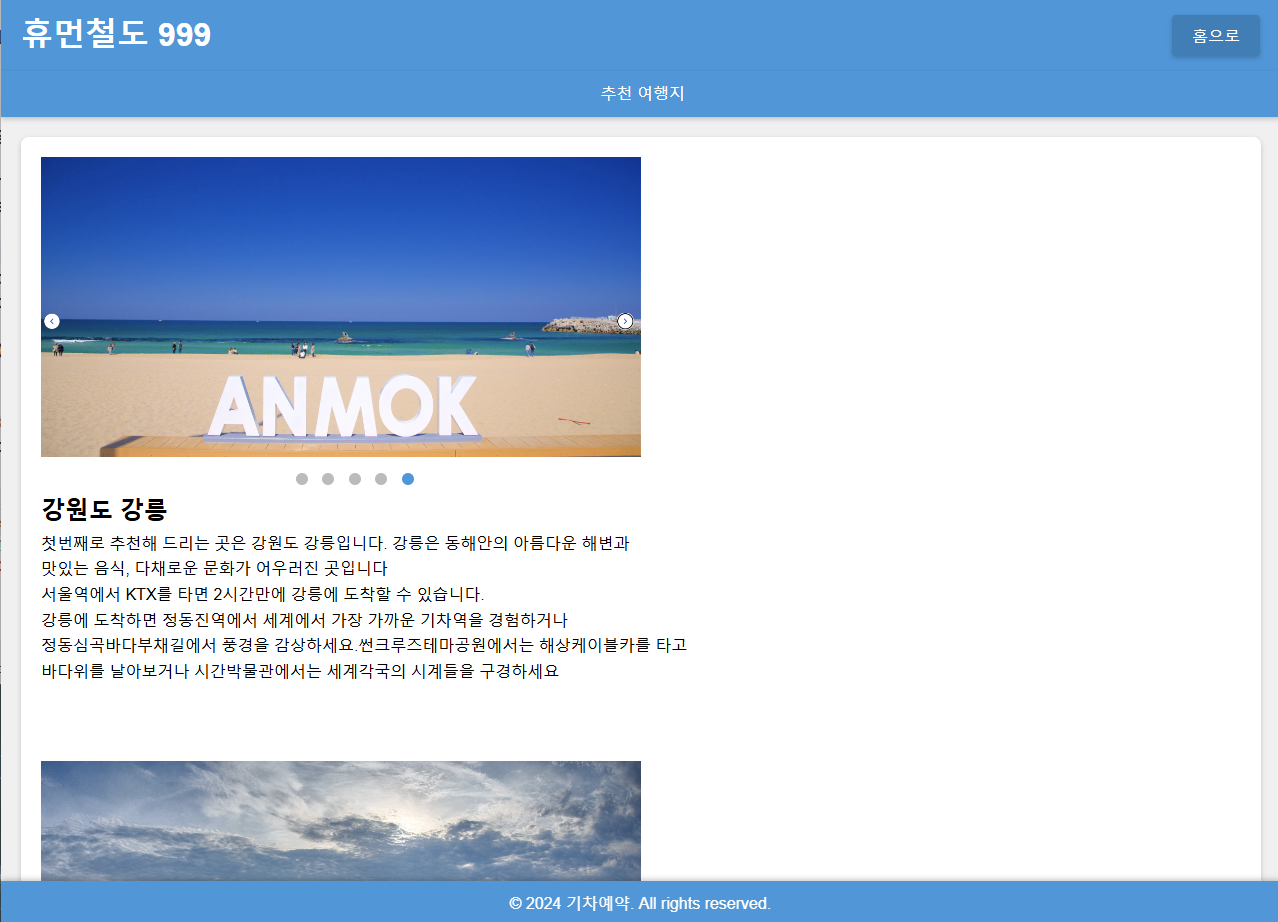 휴먼철도 999
홈으로
추천 여행지
ANMOK
강원도 강릉
첫번째로 추천해 드리는 곳은 강원도 강릉입니다. 강릉은 동해안의 아름다운 해변과
맛있는 음식, 다채로운 문화가 어우러진 곳입니다
서울역에서 KTX를 타면 2시간만에 강릉에 도착할 수 있습니다.
강릉에 도착하면 정동진역에서 세계에서 가장 가까운 기차역을 경험하거나
정동심곡바다부채길에서 풍경을 감상하세요.썬크루즈테마공원에서는 해상케이블카를 타고
바다위를 날아보거나 시간박물관에서는 세계각국의 시계들을 구경하세요
© 2024 기차예약. All rights reserved.